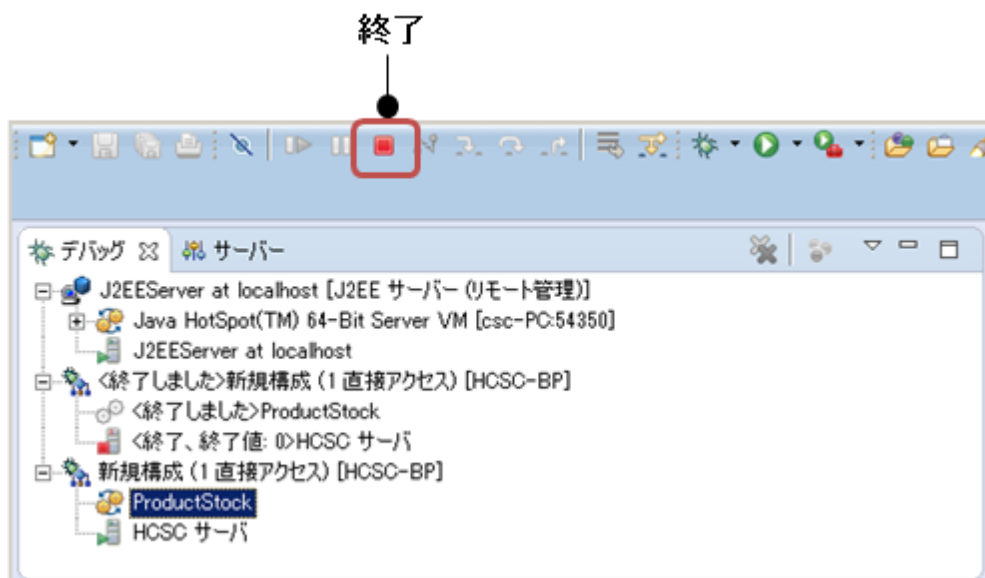 終了
デバッグ サーバー
J2EEServer at localhost [J2EE サーバー (リモート管理)]
Java HotSpot(TM) 64-Bit Server VM [csc-PC:54350]
J2EEServer at localhost
<終了しました>新規構成 (1 直接アクセス) [HCSC-BP]
<終了しました>ProductStock
<終了、終了値: 0>HCSC サーバ
新規構成 (1 直接アクセス) [HCSC-BP]
ProductStock
HCSC サーバ